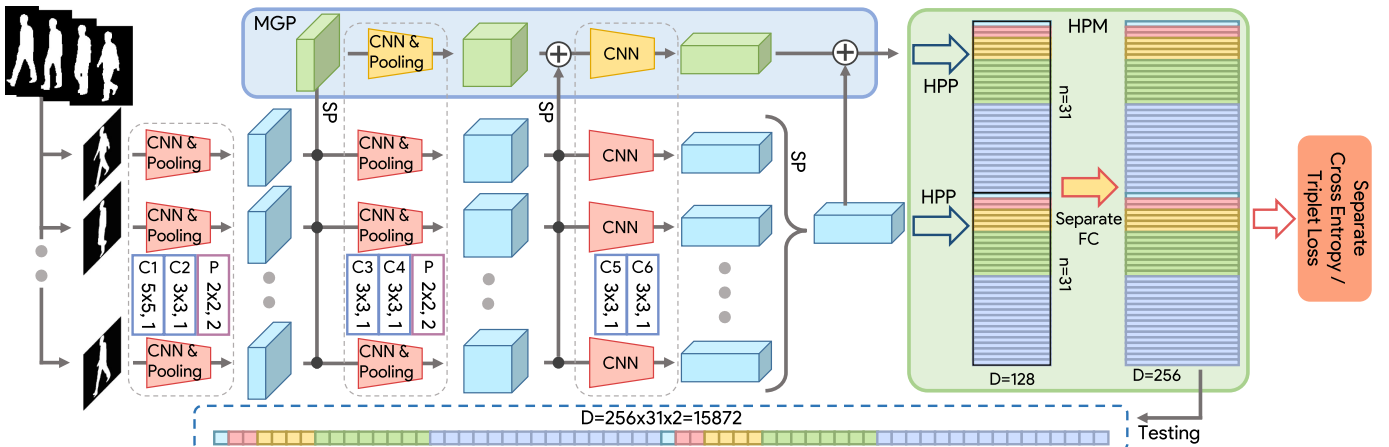 MGP
CNN &
Pooling
CNN
SP
SP
CNN &
Pooling
CNN &
Pooling
CNN
SP
CNN &
Pooling
CNN &
Pooling
CNN
C1
5x5, 1
C2
3x3, 1
P
2x2, 2
C3
3x3, 1
C4
3x3, 1
P
2x2, 2
C5
3x3, 1
C6
3x3, 1
CNN &
Pooling
CNN &
Pooling
CNN
HPM
HPP
n=31
HPP
Separate
FC
n=31
D=128
D=256
Separate
Cross Entropy /
Triplet Loss
D=256x31x2=15872
Testing